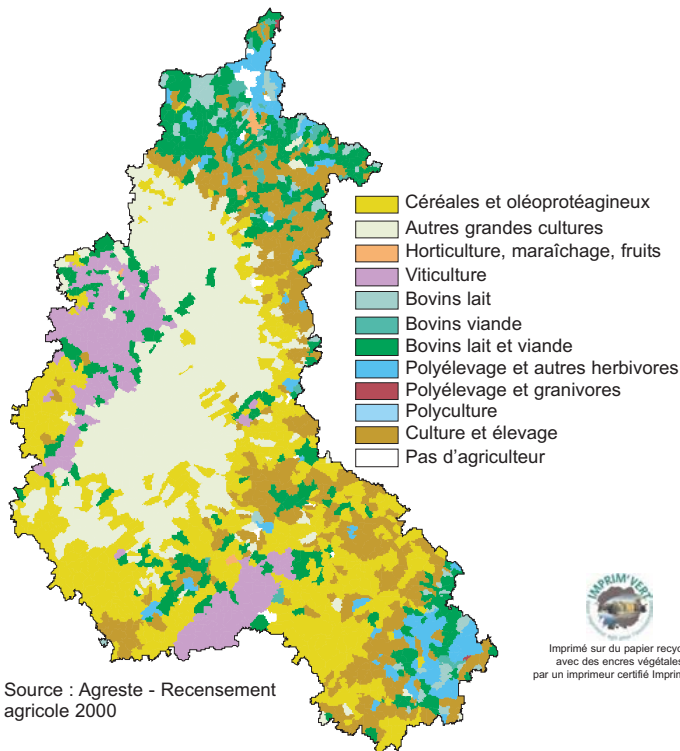 Céréales et oléoprotéagineux
Autres grandes cultures
Horticulture, maraîchage, fruits
Viticulture
Bovins lait
Bovins viande
Bovins lait et viande
Polyélevage et autres herbivores
Polyélevage et granivores
Polyculture
Culture et élevage
Pas d'agriculteur
IMPRIM'VERT
Imprimé sur du papier recyc
avec des encres végétales
par un imprimeur certifié Imprim
Source : Agreste - Recensement
agricole 2000